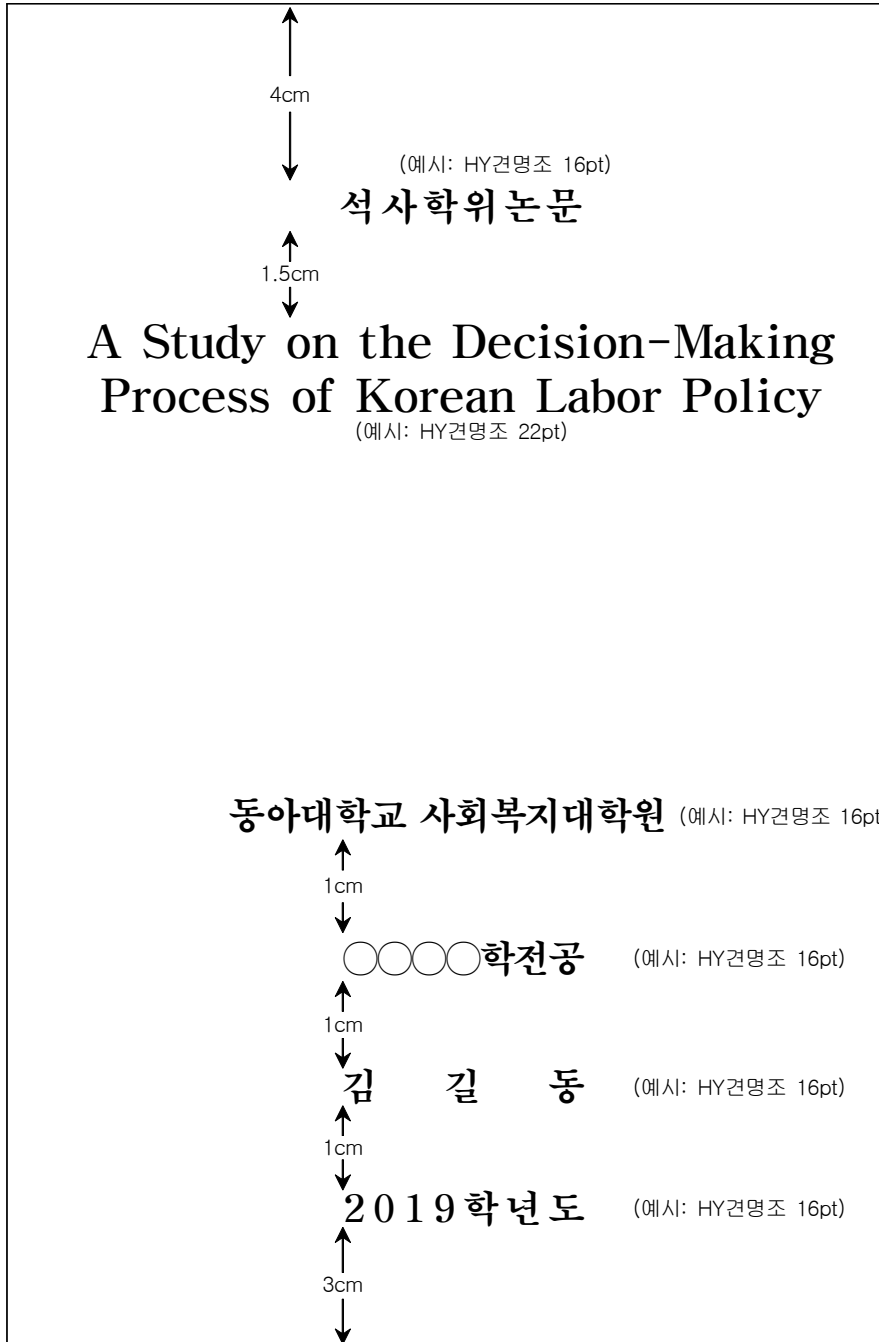 4cm
(예시: HY견명조 16pt)
석사학위논문
1.5cm
A Study on the Decision-Making
Process of Korean Labor Policy
(예시: HY견명조 22pt)
동아대학교 사회복지대학원 (예시: HY견명조 16pt
1cm
○○○○학전공 (예시: HY견명조 16pt)
1cm
김 길 동 (예시: HY견명조 16pt)
1cm
2019학년도 (예시: HY견명조 16pt)
3cm